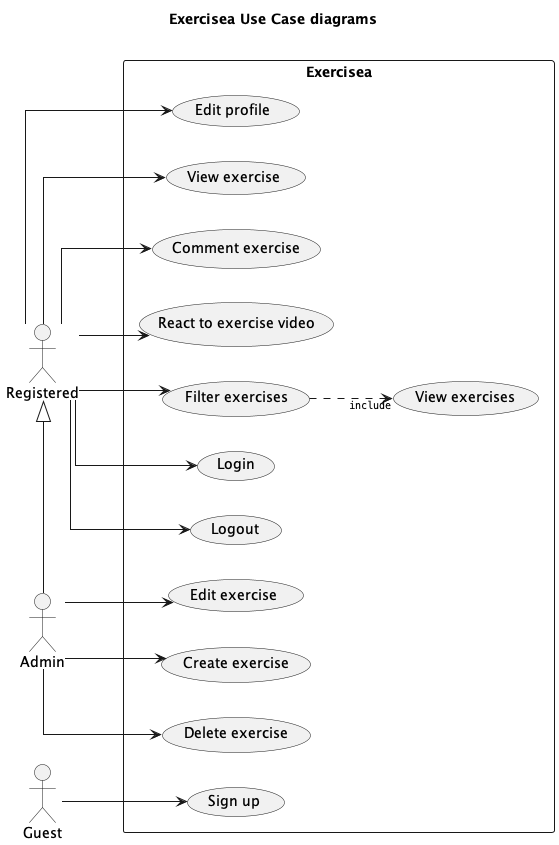 Exercisea Use Case diagrams
Exercisea
Edit profile
View exercise
Comment exercise
React to exercise video
Registered
Filter exercises
include
View exercises
Login
Logout
Edit exercise
Admin
Create exercise
Delete exercise
Sign up
Guest